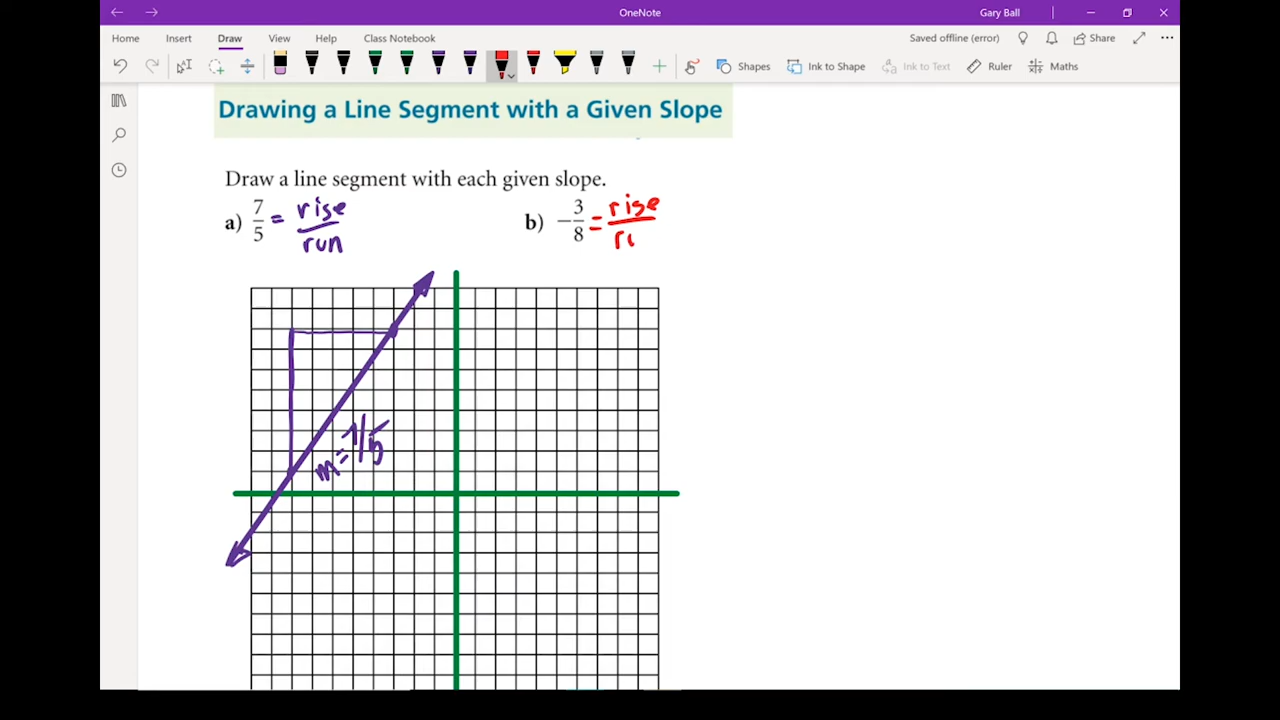 OneNote
Gary Ball
Home Insert Draw View Help Class Notebook
Saved offline (error) Share
Shapes Ink to Shape Ink to Text Ruler Maths
Drawing a Line Segment with a Given Slope
Draw a line segment with each given slope.
a) 7/5 = rise/run
b) -3/8 = rise/ru
m=7/5